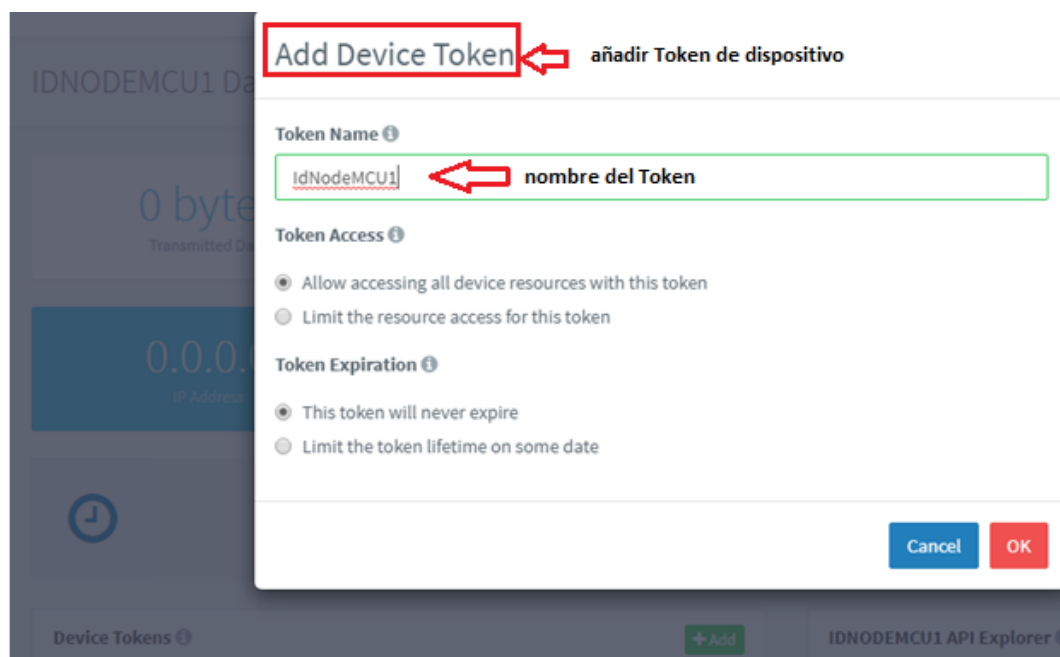 Add Device Token
añadir Token de dispositivo
IDNODEMCU1 Da
Token Name
IdNodeMCU1
nombre del Token
0 byte
Transmitted Da
Token Access
Allow accessing all device resources with this token
Limit the resource access for this token
0.0.0.
IP Address
Token Expiration
This token will never expire
Limit the token lifetime on some date
Cancel
OK
Device Tokens
+ Add
IDNODEMCU1 API Explorer